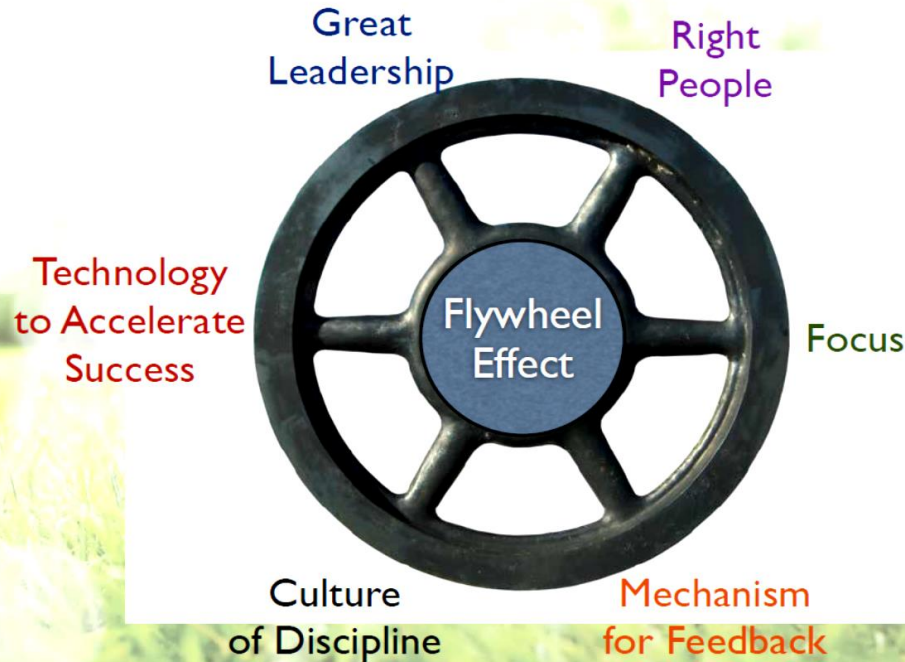 Great
Leadership
Right
People
Technology
to Accelerate
Success
Flywheel
Effect
Focus
Culture
of Discipline
Mechanism
for Feedback